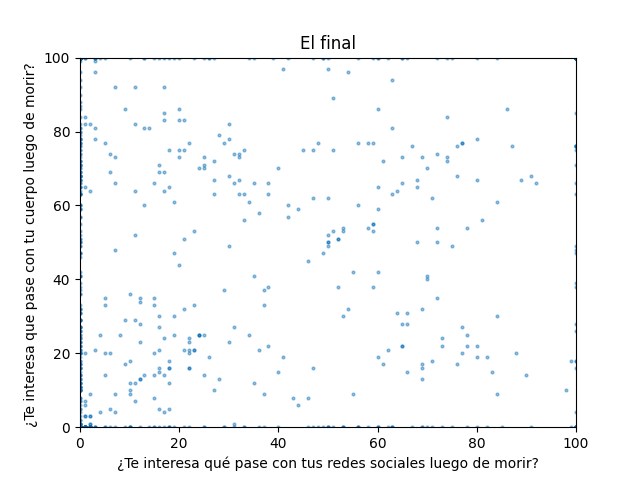 El final
¿Te interesa que pase con tu cuerpo luego de morir?
100
80
60
40
20
0
0 20 40 60 80 100
¿Te interesa qué pase con tus redes sociales luego de morir?